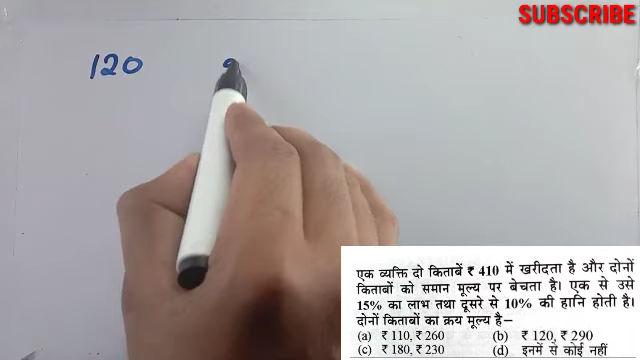 SUBSCRIBE
120
एक व्यक्ति दो किताबें ₹ 410 में खरीदता है और दोनों
किताबों को समान मूल्य पर बेचता है। एक से उसे
15% का लाभ तथा दूसरे से 10% की हानि होती है।
दोनों किताबों का क्रय मूल्य है–
(a) ₹ 110, ₹ 260 (b) ₹ 120, ₹ 290
(c) ₹ 180, ₹ 230 (d) इनमें से कोई नहीं